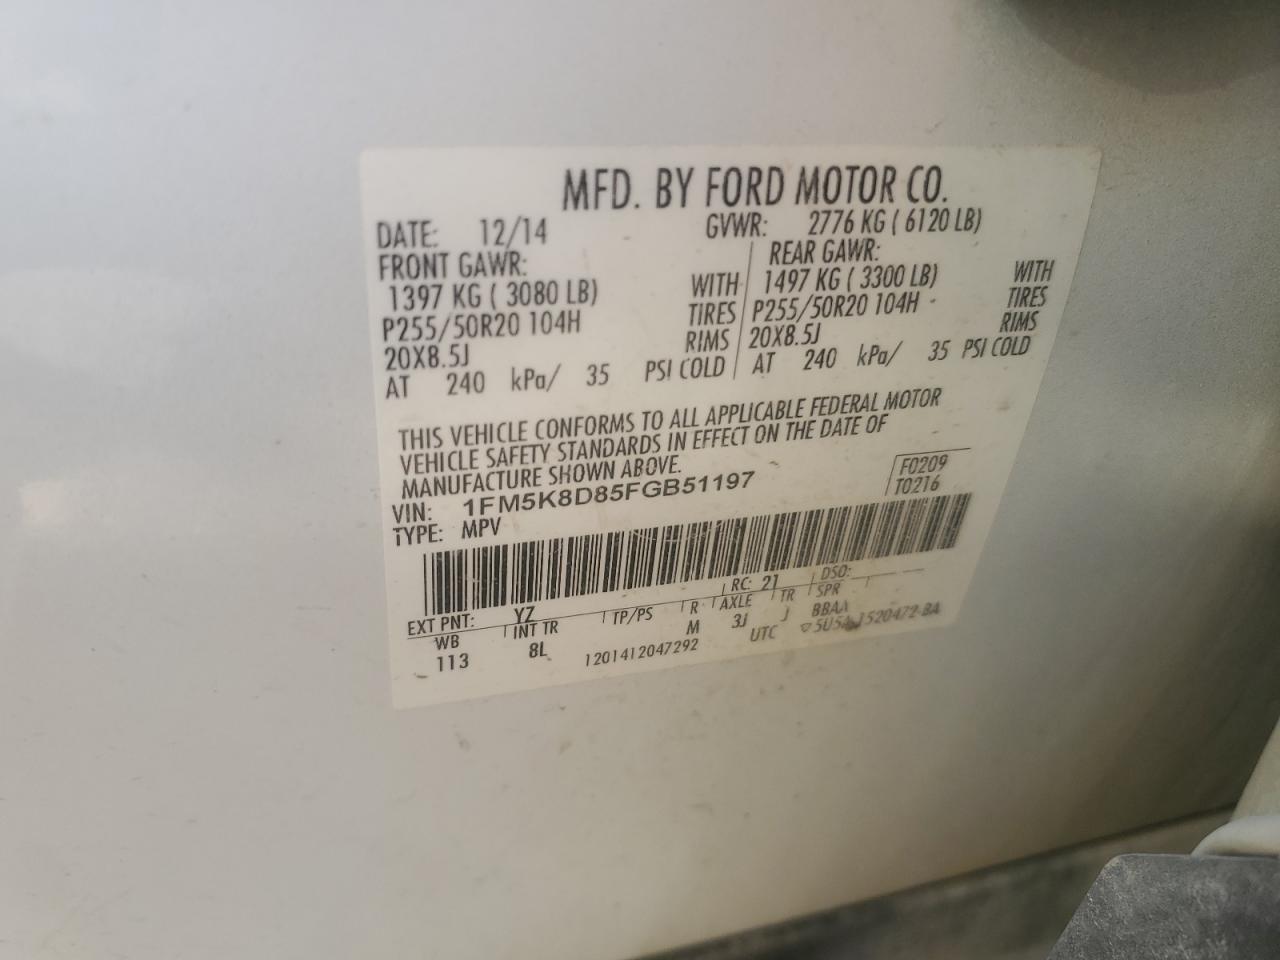 MFD. BY FORD MOTOR CO.
DATE: 12/14 GVWR: 2776 KG ( 6120 LB)
FRONT GAWR: REAR GAWR:
1397 KG ( 3080 LB) WITH 1497 KG ( 3300 LB) WITH
P255/50R20 104H TIRES P255/50R20 104H TIRES
20X8.5J RIMS 20X8.5J RIMS
AT 240 kPa/ 35 PSI COLD AT 240 kPa/ 35 PSI COLD
THIS VEHICLE CONFORMS TO ALL APPLICABLE FEDERAL MOTOR
VEHICLE SAFETY STANDARDS IN EFFECT ON THE DATE OF
MANUFACTURE SHOWN ABOVE.
VIN: 1FM5K8D85FGB51197 F0209
TYPE: MPV T0216
EXT PNT: YZ RC: 21 DSO:
WB INT TR TP/PS R AXLE TR SPR
113 8L M 3J J BBAA
1201412047292 UTC ▽5U5A-1520472-BA